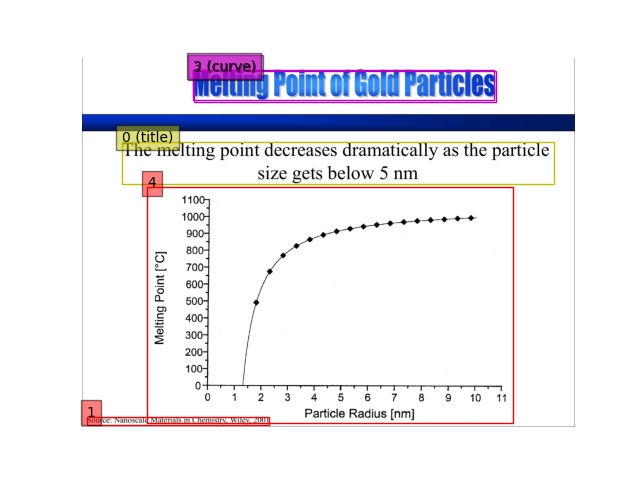 3 (curve)
Melting Point of Gold Particles
0 (title)
The melting point decreases dramatically as the particle
size gets below 5 nm
4
1100
1000
900
800
700
600
500
400
300
200
100
0
Melting Point [°C]
0 1 2 3 4 5 6 7 8 9 10 11
Particle Radius [nm]
1
Source: Nanoscale Materials in Chemistry, Wiley, 2001